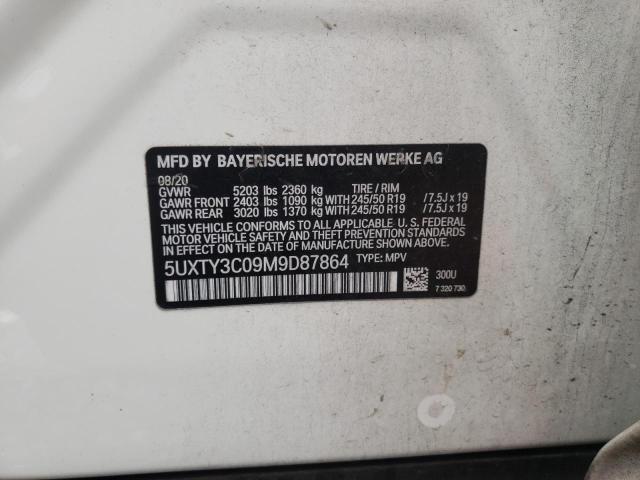 MFD BY BAYERISCHE MOTOREN WERKE AG
08/20
GVWR 5203 lbs 2360 kg TIRE / RIM
GAWR FRONT 2403 lbs 1090 kg WITH 245/50 R19 /7.5J x 19
GAWR REAR 3020 lbs 1370 kg WITH 245/50 R19 /7.5J x 19
THIS VEHICLE CONFORMS TO ALL APPLICABLE U. S. FEDERAL
MOTOR VEHICLE SAFETY, BUMPER, AND THEFT PREVENTION
STANDARDS IN EFFECT ON THE DATE OF MANUFACTURE SHOWN ABOVE.
5UXTY3C09M9D87864 TYPE: MPV
300U
7 320 730